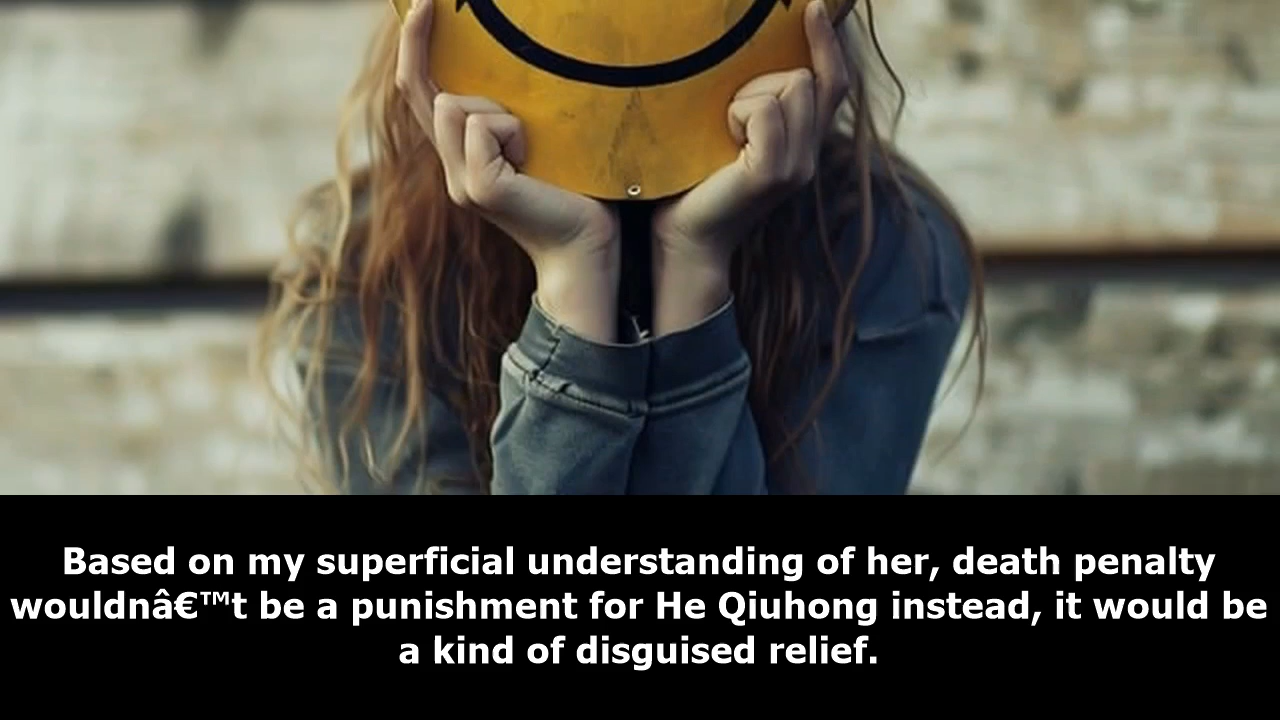 Based on my superficial understanding of her, death penalty
wouldnâ€™t be a punishment for He Qiuhong instead, it would be
a kind of disguised relief.